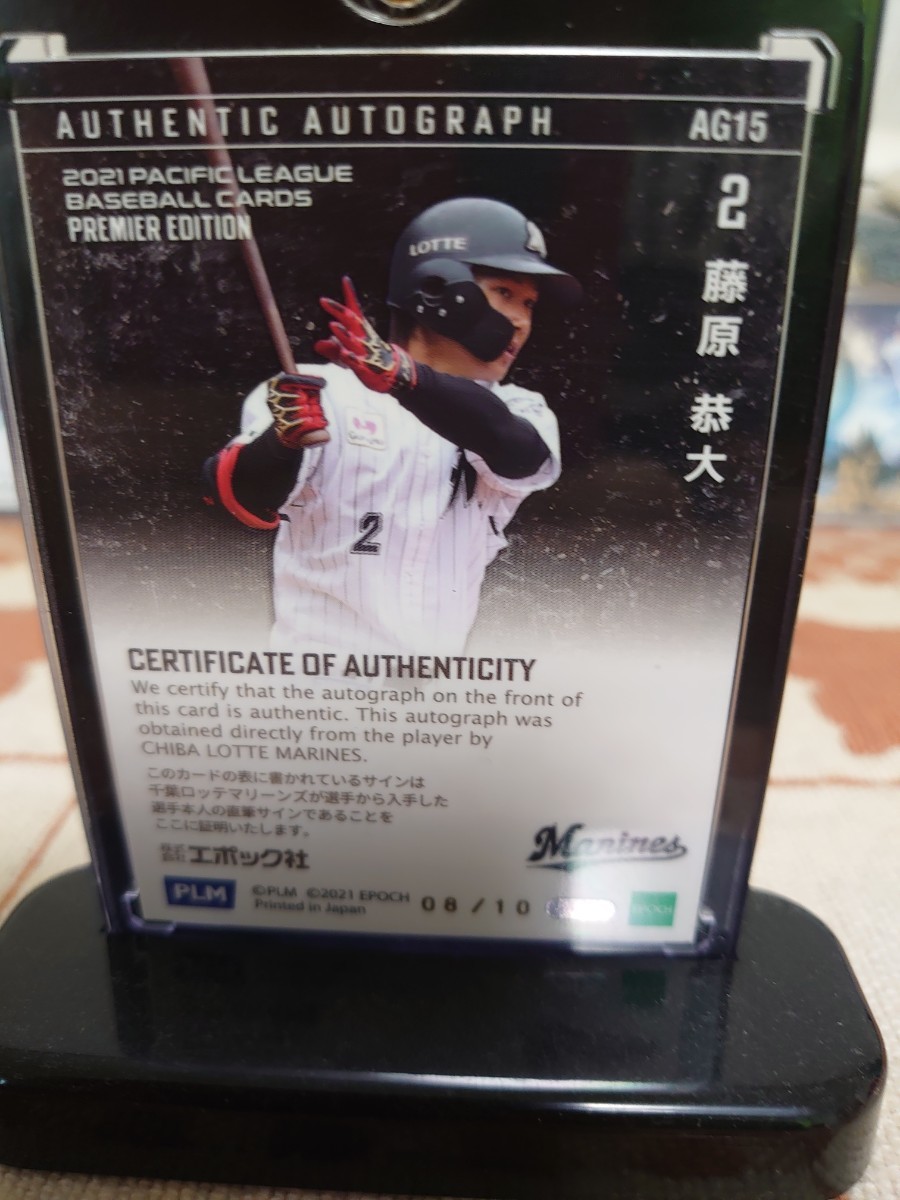 AUTHENTIC AUTOGRAPH
AG15
2021 PACIFIC LEAGUE
BASEBALL CARDS
PREMIER EDITION
2
藤原 恭大
LOTTE
2
CERTIFICATE OF AUTHENTICITY
We certify that the autograph on the front of
this card is authentic. This autograph was
obtained directly from the player by
CHIBA LOTTE MARINES.
このカードの表に書かれているサインは
千葉ロッテマリーンズが選手から入手した
選手本人の直筆サインであることを
ここに証明いたします。
株式会社エポック社
Marines
PLM
©PLM ©2021 EPOCH
Printed in Japan
08/10
EPOCH